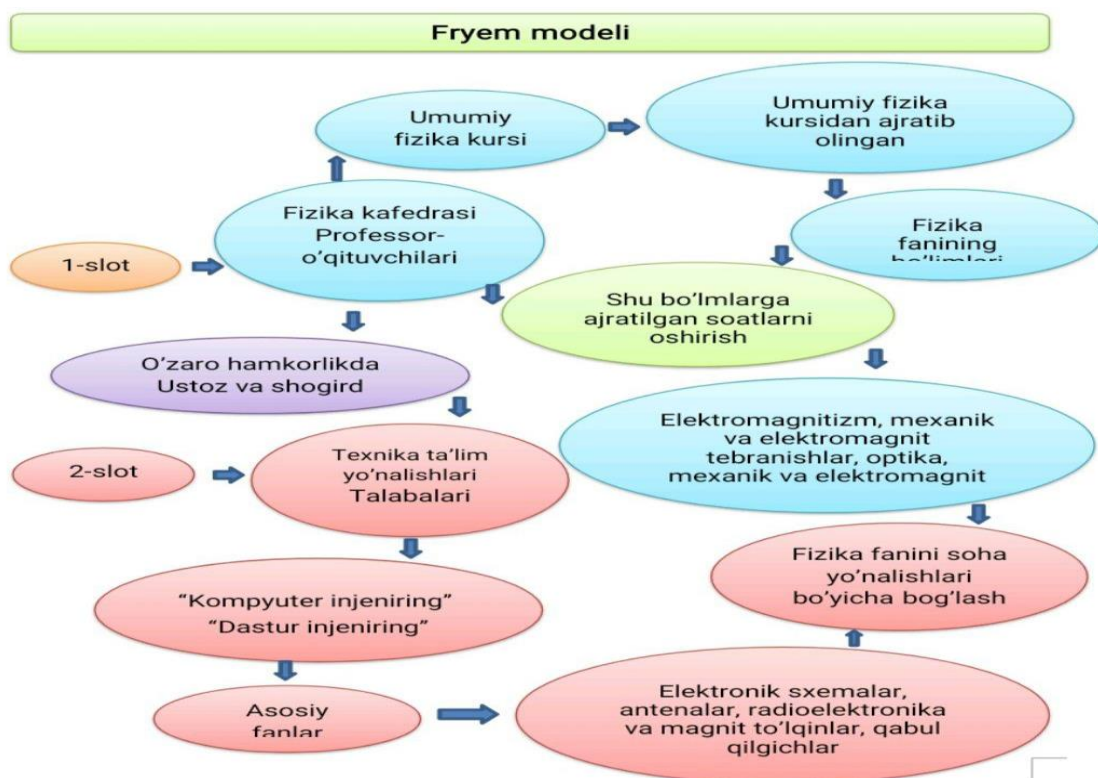 Fryem modeli
Umumiy
fizika kursi
Umumiy fizika
kursidan ajratib
olingan
Fizika kafedrasi
Professor-
o'qituvchilari
Fizika
fanining
bo'limlari
1-slot
Shu bo'lmlarga
ajratilgan soatlarni
oshirish
O'zaro hamkorlikda
Ustoz va shogird
Elektromagnitizm, mexanik
va elektromagnit
tebranishlar, optika,
mexanik va elektromagnit
2-slot
Texnika ta'lim
yo'nalishlari
Talabalari
Fizika fanini soha
yo'nalishlari
bo'yicha bog'lash
“Kompyuter injeniring”
“Dastur injeniring”
Asosiy
fanlar
Elektronik sxemalar,
antenalar, radioelektronika
va magnit to'lqinlar, qabul
qilgichlar